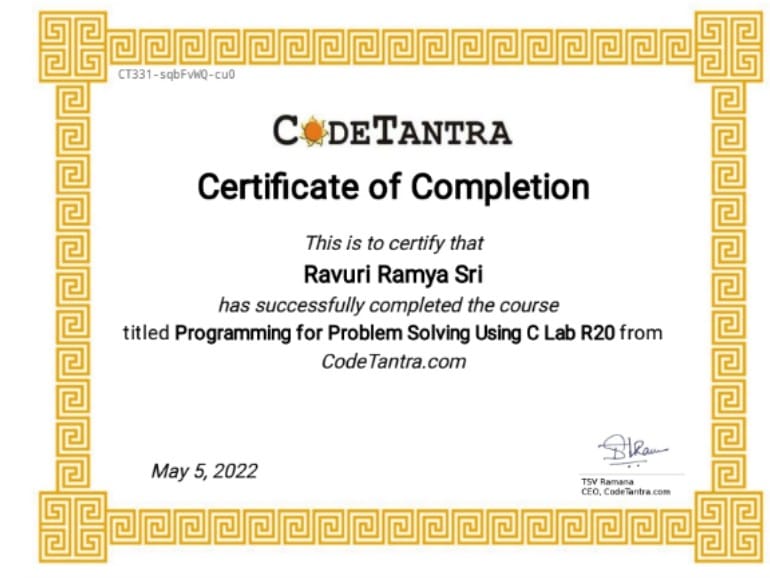 CT331-sqbFvWQ-cu0
CODETANTRA
Certificate of Completion
This is to certify that
Ravuri Ramya Sri
has successfully completed the course
titled Programming for Problem Solving Using C Lab R20 from
CodeTantra.com
May 5, 2022
TSV Ramana
CEO, CodeTantra.com